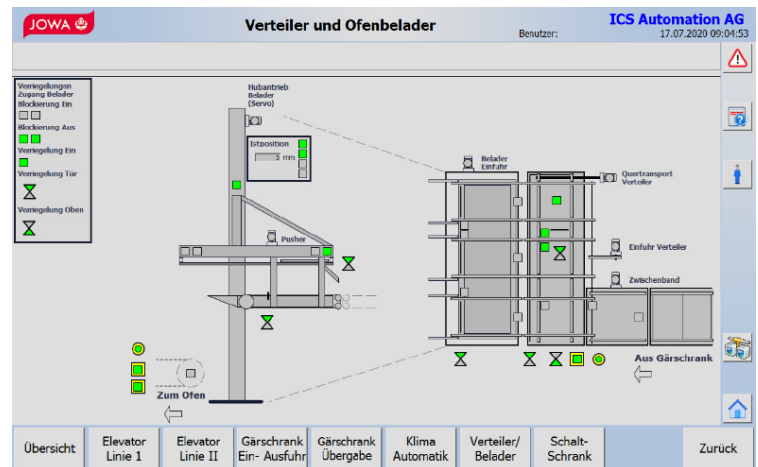 JOWA
Verteiler und Ofenbelader
Benutzer:
ICS Automation AG
17.07.2020 09:04:53
Verriegelungen
Zugang Belader
Blockierung Ein
Blockierung Aus
Verriegelung Ein
Verriegelung Tür
Verriegelung Oben
Hubantrieb
Belader
(Servo)
Istposition
mm
Pusher
Belader
Einfuhr
Quertransport
Verteiler
Einfuhr Verteiler
Zwischenband
Zum Ofen
Aus Gärschrank
Übersicht
Elevator
Linie 1
Elevator
Linie II
Gärschrank
Ein- Ausfuhr
Gärschrank
Übergabe
Klima
Automatik
Verteiler/
Belader
Schalt-
Schrank
Zurück